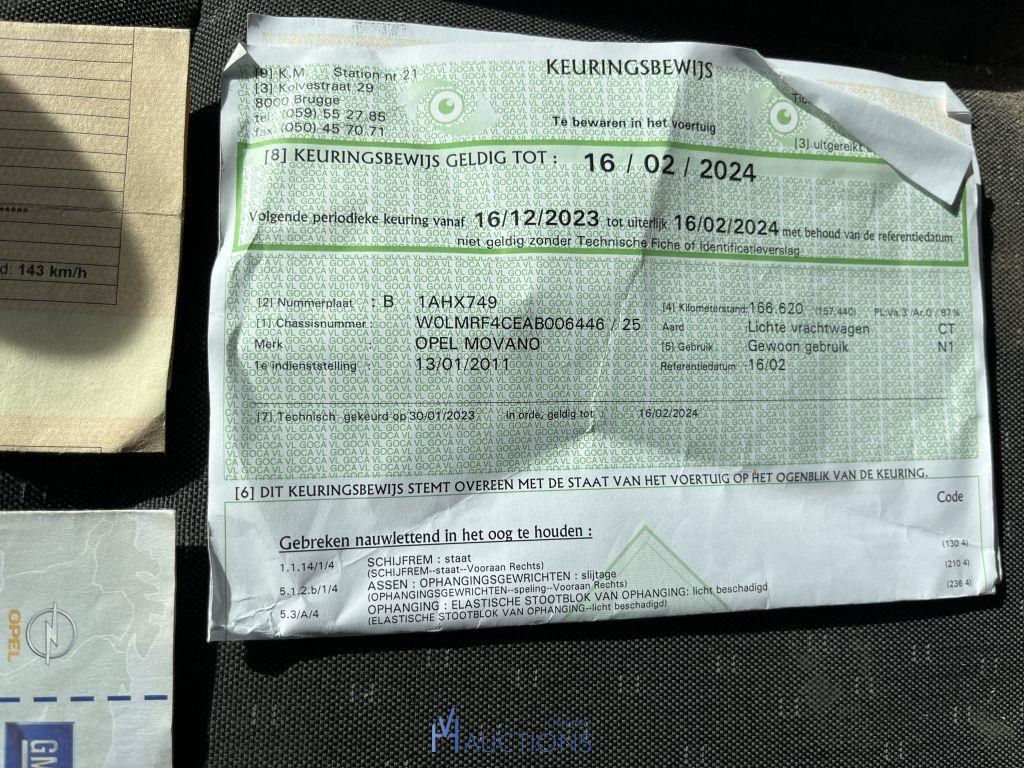 [9] K.M. Station nr 21
[3] Kolvestraat 29
8000 Brugge
tel: (059) 55 27 85
fax: (050) 45 70 71
KEURINGSBEWIJS
Te bewaren in het voertuig
[3] uitgereikt
[8] KEURINGSBEWIJS GELDIG TOT : 16 / 02 / 2024
Volgende periodieke keuring vanaf 16/12/2023 tot uiterlijk 16/02/2024 met behoud van de referentiedatum
niet geldig zonder Technische Fiche of Identificatieverslag
[2] Nummerplaat : B 1AHX749
[1] Chassisnummer : W0LMRF4CEAB006446 / 25
Merk : OPEL MOVANO
1e indienststelling : 13/01/2011
[4] Kilometerstand: 166.620 (157.440) PL:Va.3/Ar.0 / 87%
Aard Lichte vrachtwagen CT
[5] Gebruik : Gewoon gebruik N1
Referentiedatum : 16/02
[7] Technisch gekeurd op 30/01/2023 In orde, geldig tot : 16/02/2024
[6] DIT KEURINGSBEWIJS STEMT OVEREEN MET DE STAAT VAN HET VOERTUIG OP HET OGENBLIK VAN DE KEURING.
Code
Gebreken nauwlettend in het oog te houden :
1.1.14/1/4 SCHIJFREM : staat (130 4)
(SCHIJFREM--staat--Vooraan Rechts)
5.1.2.b/1/4 ASSEN : OPHANGINGSGEWRICHTEN : slijtage (210 4)
(OPHANGINGSGEWRICHTEN--speling--Vooraan Rechts)
5.3/A/4 OPHANGING : ELASTISCHE STOOTBLOK VAN OPHANGING: licht beschadigd (236 4)
(ELASTISCHE STOOTBLOK VAN OPHANGING--licht beschadigd)
*****
d: 143 km/h
OPEL
GM
AUCTIONS